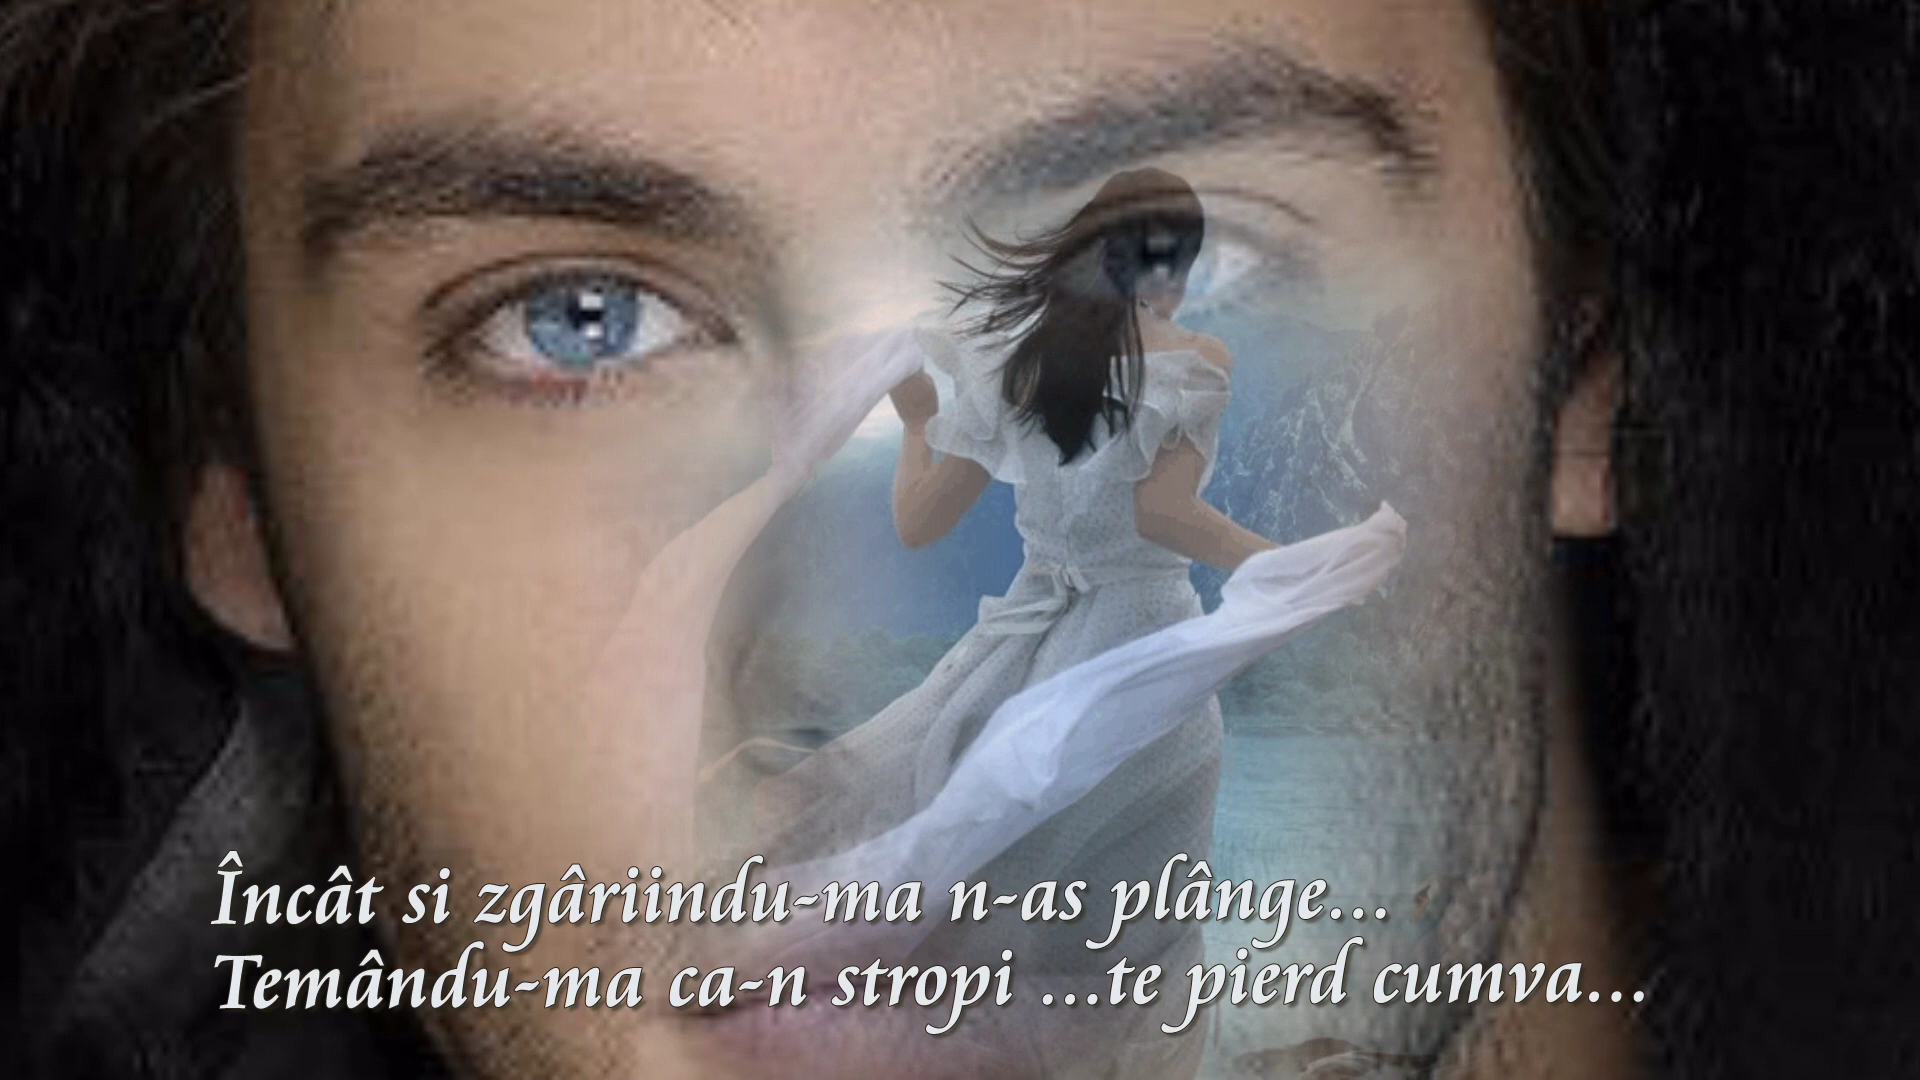 Încât si zgâriindu-ma n-as plânge...
Temându-ma ca-n stropi ...te pierd cumva...